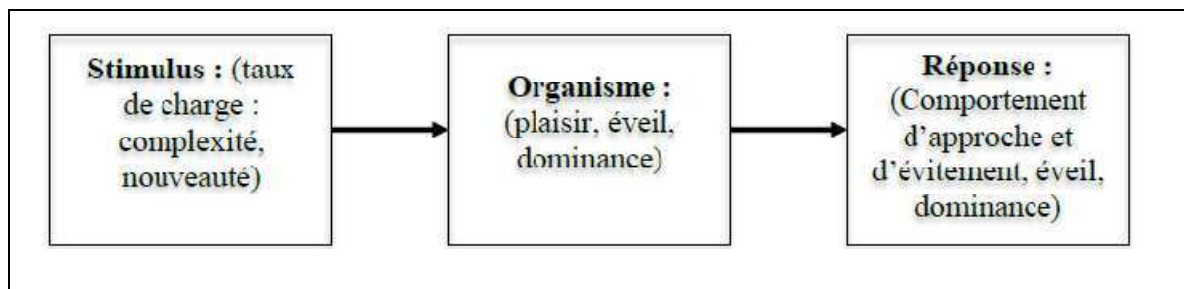 Stimulus : (taux
de charge :
complexité,
nouveauté)
Organisme :
(plaisir, éveil,
dominance)
Réponse :
(Comportement
d’approche et
d’évitement, éveil,
dominance)